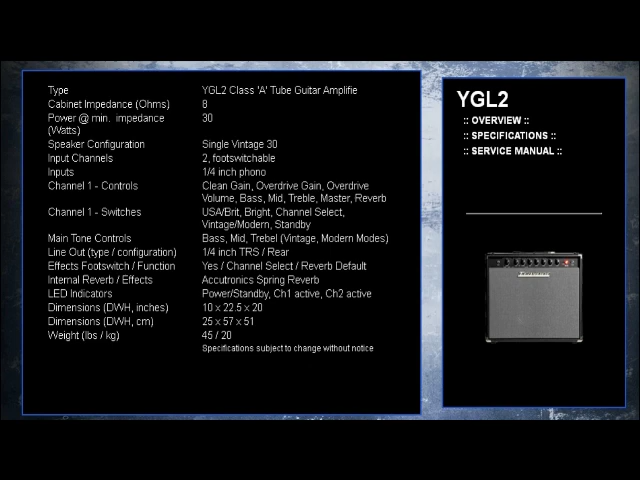 Type YGL2 Class 'A' Tube Guitar Amplifie
Cabinet Impedance (Ohms) 8
Power @ min. impedance 30
(Watts)
Speaker Configuration Single Vintage 30
Input Channels 2, footswitchable
Inputs 1/4 inch phono
Channel 1 - Controls Clean Gain, Overdrive Gain, Overdrive
Volume, Bass, Mid, Treble, Master, Reverb
Channel 1 - Switches USA/Brit, Bright, Channel Select,
Vintage/Modern, Standby
Main Tone Controls Bass, Mid, Trebel (Vintage, Modern Modes)
Line Out (type / configuration) 1/4 inch TRS / Rear
Effects Footswitch / Function Yes / Channel Select / Reverb Default
Internal Reverb / Effects Accutronics Spring Reverb
LED Indicators Power/Standby, Ch1 active, Ch2 active
Dimensions (DWH, inches) 10 x 22.5 x 20
Dimensions (DWH, cm) 25 x 57 x 51
Weight (lbs / kg) 45 / 20
Specifications subject to change without notice
YGL2
:: OVERVIEW ::
:: SPECIFICATIONS ::
:: SERVICE MANUAL ::